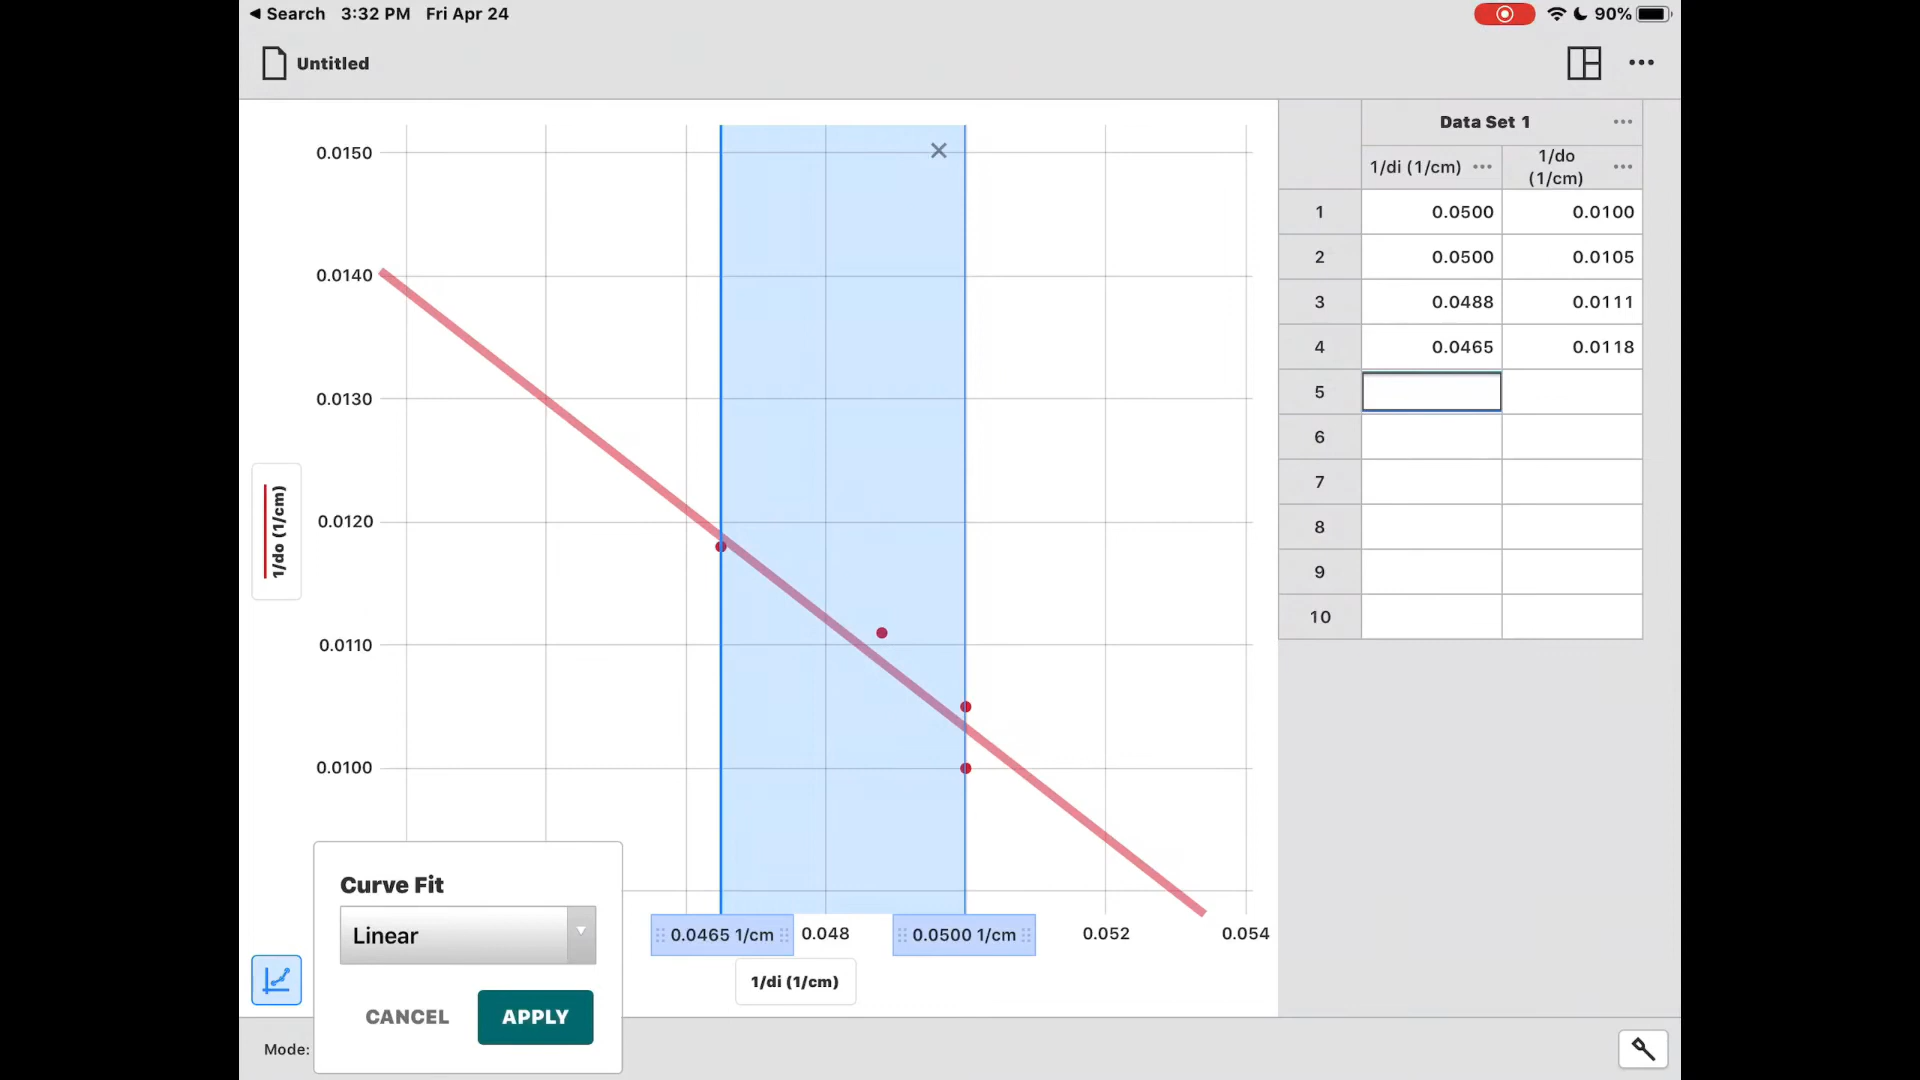 Search 3:32 PM Fri Apr 24
90%
Untitled
0.0150
0.0140
0.0130
0.0120
0.0110
0.0100
1/do (1/cm)
0.0465 1/cm 0.048 0.0500 1/cm 0.052 0.054
1/di (1/cm)
Data Set 1
1/di (1/cm) 1/do (1/cm)
1 0.0500 0.0100
2 0.0500 0.0105
3 0.0488 0.0111
4 0.0465 0.0118
5
6
7
8
9
10
Curve Fit
Linear
CANCEL APPLY
Mode: